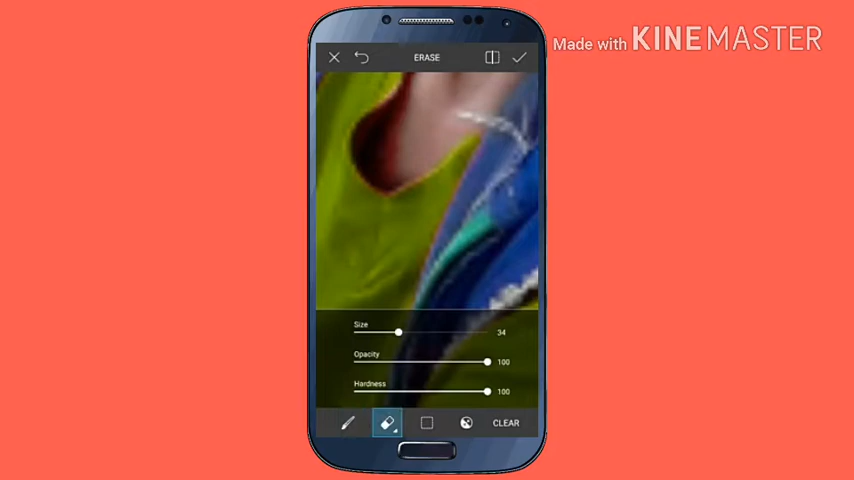 Made with KINEMASTER
ERASE
Size
34
Opacity
100
Hardness
100
CLEAR